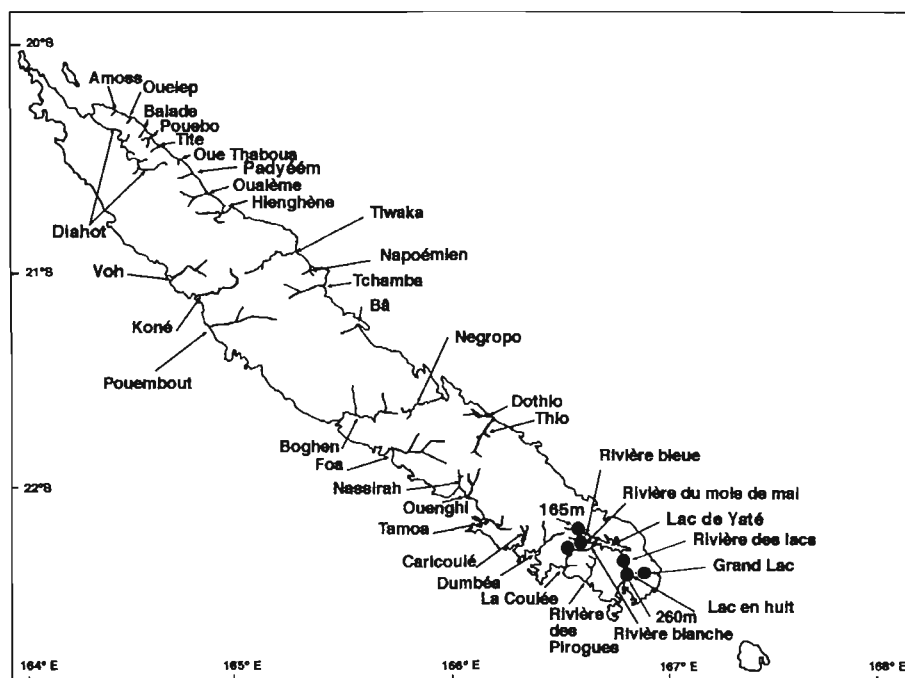 20°S
Amoss
Ouelep
Balade
Pouebo
Tite
Oue Thaboua
Padyéém
Oualème
Hienghène
Diahot
Tiwaka
Voh
Napoémien
21°S
Tchamba
Bâ
Koné
Negropo
Pouembout
Dothio
Thio
Boghen
Foa
Rivière bleue
Nassirah
22°S
Rivière du mois de mai
Ouenghi
165m
Lac de Yaté
Tamoa
Rivière des lacs
Caricoulé
Grand Lac
Dumbéa
Lac en huit
La Coulée
260m
Rivière
des
Pirogues
Rivière blanche
164° E
165° E
166° E
167° E
168° E